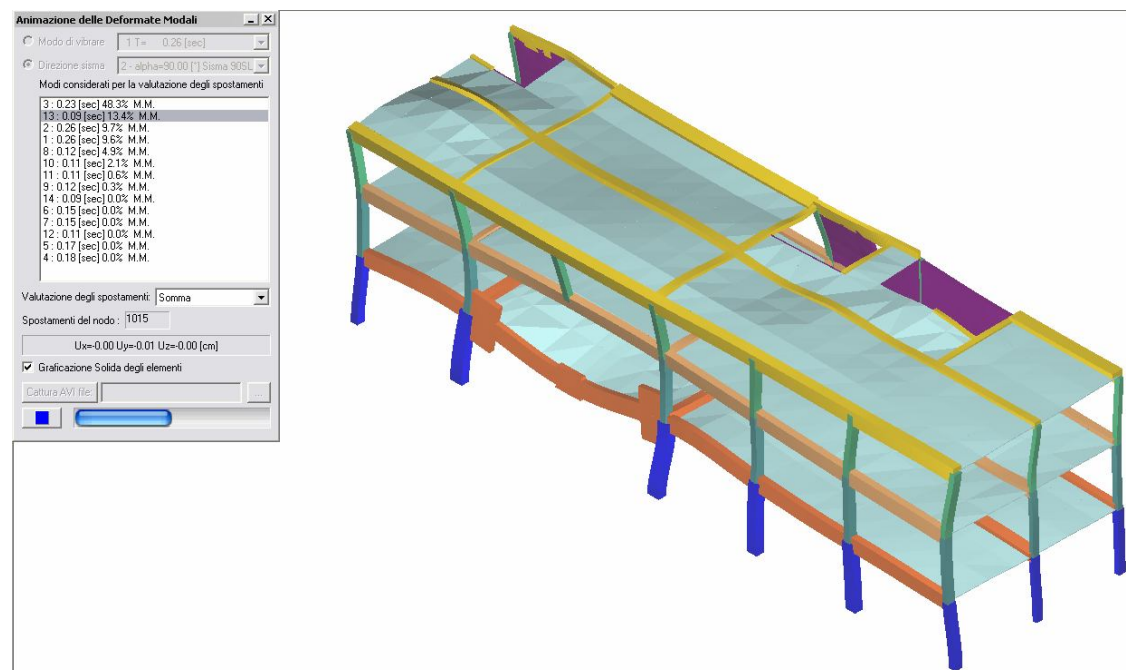 Animazione delle Deformate Modali
Modo di vibrare 1 T= 0.26 [sec]
Direzione sisma 2 - alpha=90.00 [°] Sisma 90SL
Modi considerati per la valutazione degli spostamenti
3 : 0.23 [sec] 48.3% M.M.
13 : 0.09 [sec] 13.4% M.M.
2 : 0.26 [sec] 9.7% M.M.
1 : 0.26 [sec] 9.6% M.M.
8 : 0.12 [sec] 4.9% M.M.
10 : 0.11 [sec] 2.1% M.M.
11 : 0.11 [sec] 0.6% M.M.
9 : 0.12 [sec] 0.3% M.M.
14 : 0.09 [sec] 0.0% M.M.
6 : 0.15 [sec] 0.0% M.M.
7 : 0.15 [sec] 0.0% M.M.
12 : 0.11 [sec] 0.0% M.M.
5 : 0.17 [sec] 0.0% M.M.
4 : 0.18 [sec] 0.0% M.M.
Valutazione degli spostamenti: Somma
Spostamenti del nodo : 1015
Ux=-0.00 Uy=-0.01 Uz=-0.00 [cm]
Graficazione Solida degli elementi
Cattura AVI file: ...